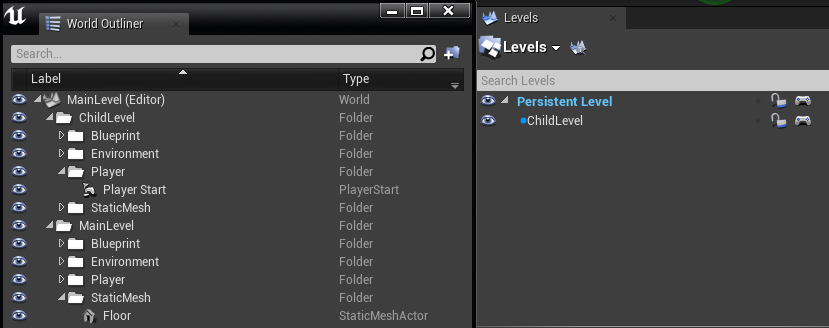 World Outliner
Search...
Label Type
MainLevel (Editor) World
ChildLevel Folder
Blueprint Folder
Environment Folder
Player Folder
Player Start PlayerStart
StaticMesh Folder
MainLevel Folder
Blueprint Folder
Environment Folder
Player Folder
StaticMesh Folder
Floor StaticMeshActor
Levels
Levels
Search Levels
Persistent Level
ChildLevel